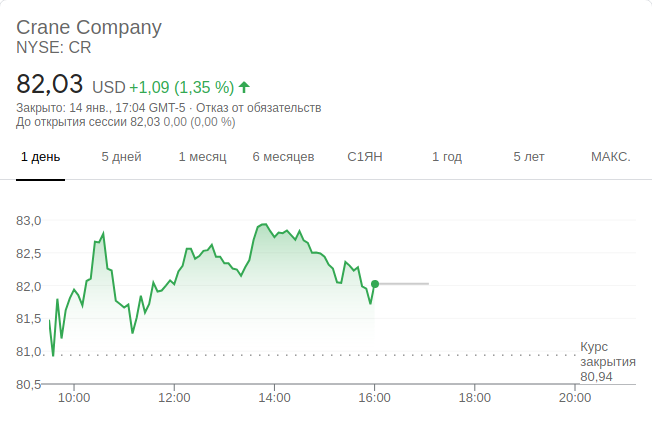 Crane Company
NYSE: CR
82,03 USD +1,09 (1,35 %)
Закрыто: 14 янв., 17:04 GMT-5 · Отказ от обязательств
До открытия сессии 82,03 0,00 (0,00 %)
1 день 5 дней 1 месяц 6 месяцев С1ЯН 1 год 5 лет МАКС.
83,0
82,5
82,0
81,5
81,0
80,5
Курс
закрытия
80,94
10:00 12:00 14:00 16:00 18:00 20:00